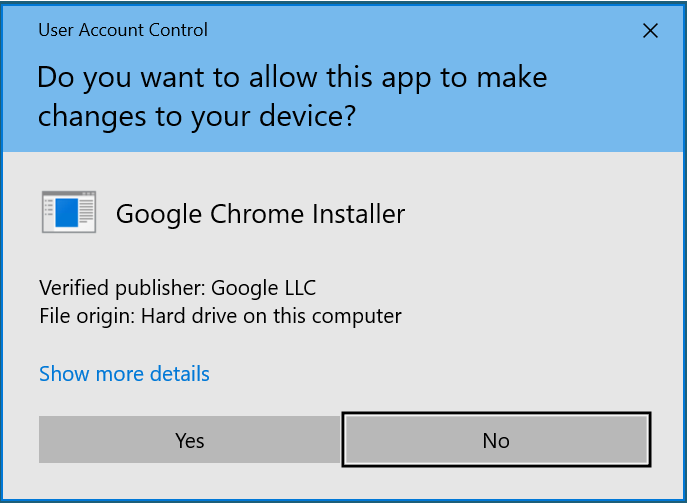 User Account Control
Do you want to allow this app to make
changes to your device?
Google Chrome Installer
Verified publisher: Google LLC
File origin: Hard drive on this computer
Show more details
Yes
No